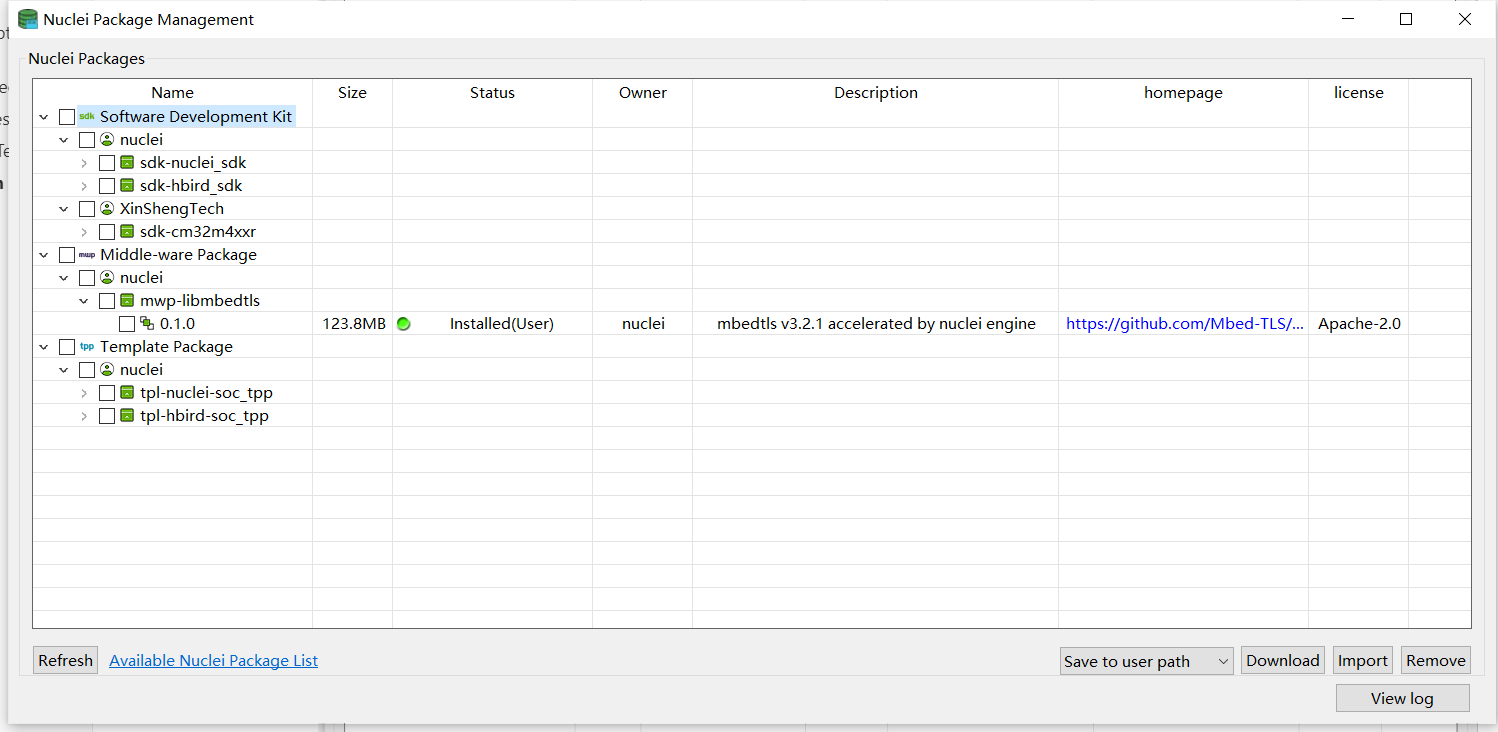 Nuclei Package Management
Nuclei Packages
Name Size Status Owner Description homepage license
sdk Software Development Kit
nuclei
sdk-nuclei_sdk
sdk-hbird_sdk
XinShengTech
sdk-cm32m4xxr
mwp Middle-ware Package
nuclei
mwp-libmbedtls
0.1.0 123.8MB Installed(User) nuclei mbedtls v3.2.1 accelerated by nuclei engine https://github.com/Mbed-TLS/... Apache-2.0
tpp Template Package
nuclei
tpl-nuclei-soc_tpp
tpl-hbird-soc_tpp
Refresh Available Nuclei Package List Save to user path Download Import Remove
View log